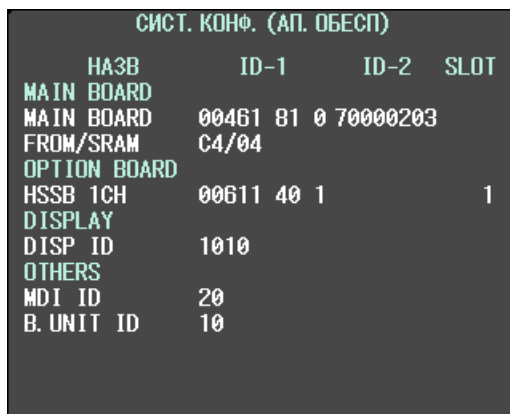 СИСТ. КОНФ. (АП. ОБЕСП)
НАЗВ ID-1 ID-2 SLOT
MAIN BOARD
MAIN BOARD 00461 81 0 70000203
FROM/SRAM C4/04
OPTION BOARD
HSSB 1CH 00611 40 1 1
DISPLAY
DISP ID 1010
OTHERS
MDI ID 20
B.UNIT ID 10